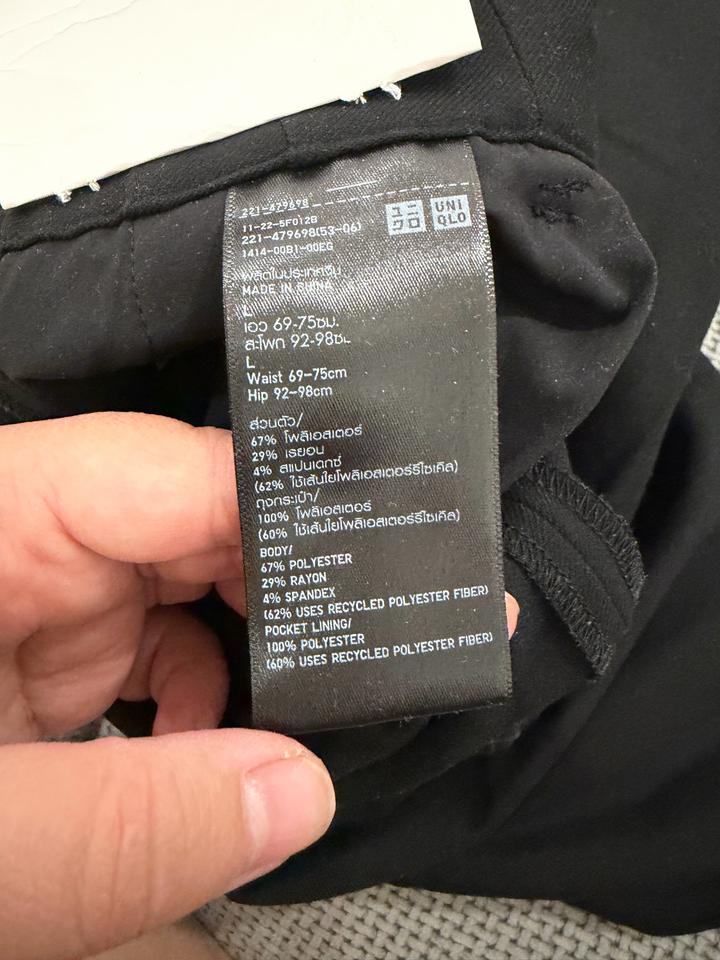 221-479698
11-22-5F012B
221-479698(53-06)
1414-00B1-00EG
ユニ
クロ
UNI
QLO
ผลิตในประเทศจีน
MADE IN CHINA
L
เอว 69-75ซม.
สะโพก 92-98ซม.
L
Waist 69-75cm
Hip 92-98cm
ส่วนตัว/
67% โพลิเอสเตอร์
29% เรยอน
4% สแปนเดกซ์
(62% ใช้เส้นใยโพลิเอสเตอร์รีไซเคิล)
ถุงกระเป๋า/
100% โพลิเอสเตอร์
(60% ใช้เส้นใยโพลิเอสเตอร์รีไซเคิล)
BODY/
67% POLYESTER
29% RAYON
4% SPANDEX
(62% USES RECYCLED POLYESTER FIBER)
POCKET LINING/
100% POLYESTER
(60% USES RECYCLED POLYESTER FIBER)